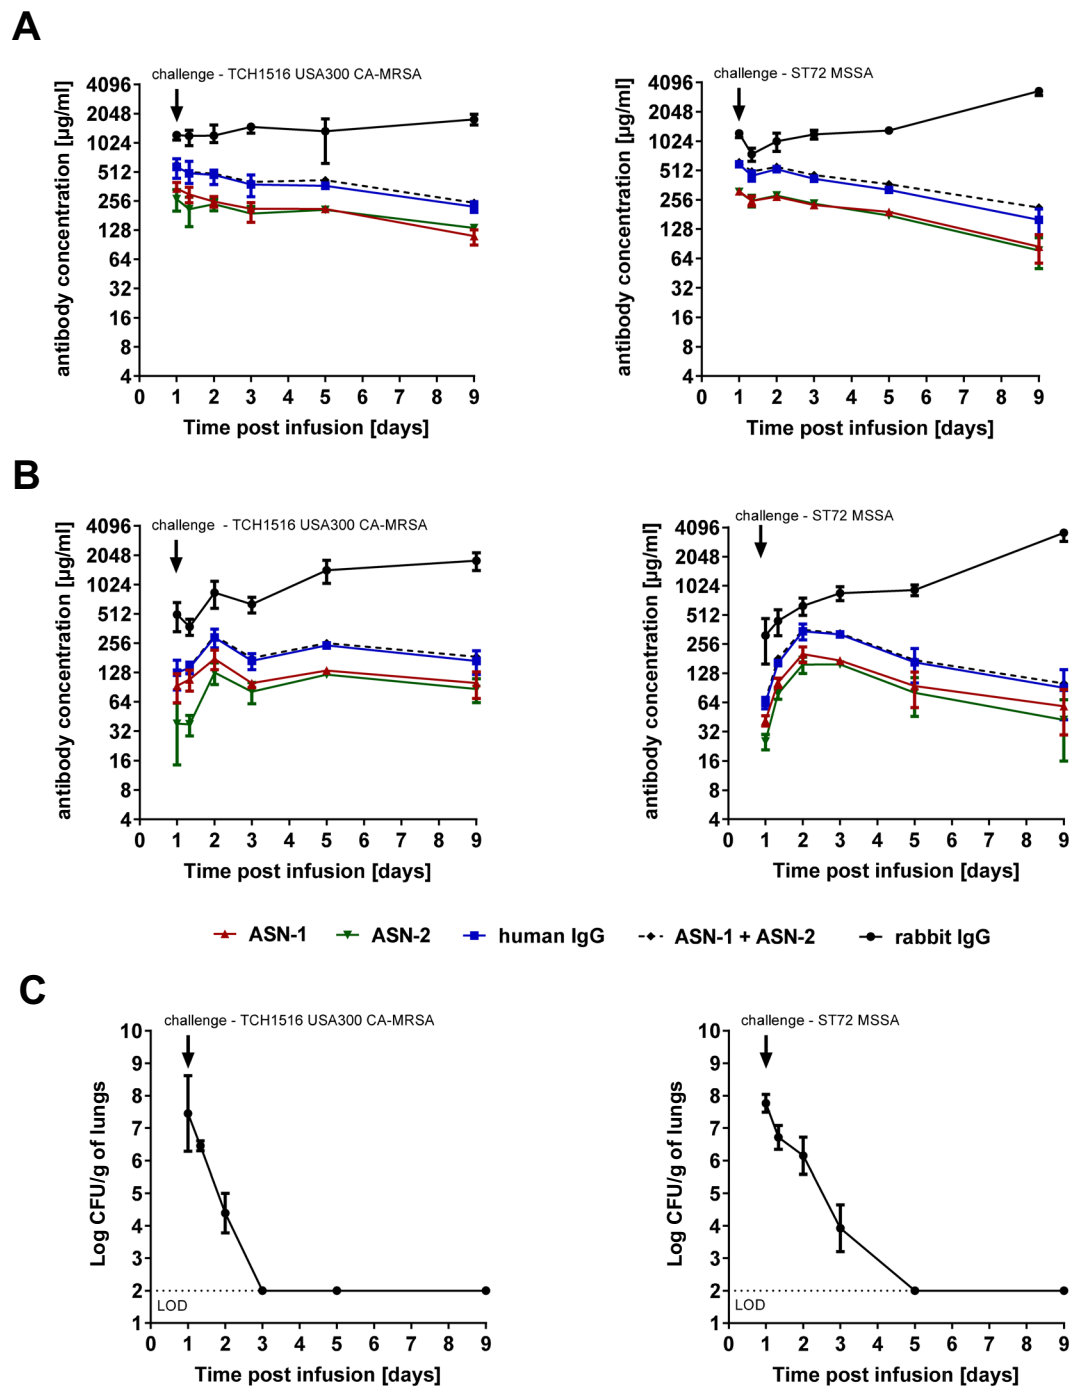 A
challenge - TCH1516 USA300 CA-MRSA
antibody concentration [µg/ml]
4096
2048
1024
512
256
128
64
32
16
8
4
0 1 2 3 4 5 6 7 8 9
Time post infusion [days]
challenge - ST72 MSSA
antibody concentration [µg/ml]
4096
2048
1024
512
256
128
64
32
16
8
4
0 1 2 3 4 5 6 7 8 9
Time post infusion [days]
B
challenge - TCH1516 USA300 CA-MRSA
antibody concentration [µg/ml]
4096
2048
1024
512
256
128
64
32
16
8
4
0 1 2 3 4 5 6 7 8 9
Time post infusion [days]
challenge - ST72 MSSA
antibody concentration [µg/ml]
4096
2048
1024
512
256
128
64
32
16
8
4
0 1 2 3 4 5 6 7 8 9
Time post infusion [days]
ASN-1 ASN-2 human IgG ASN-1 + ASN-2 rabbit IgG
C
challenge - TCH1516 USA300 CA-MRSA
Log CFU/g of lungs
10
9
8
7
6
5
4
3
2
1
LOD
0 1 2 3 4 5 6 7 8 9
Time post infusion [days]
challenge - ST72 MSSA
Log CFU/g of lungs
10
9
8
7
6
5
4
3
2
1
LOD
0 1 2 3 4 5 6 7 8 9
Time post infusion [days]